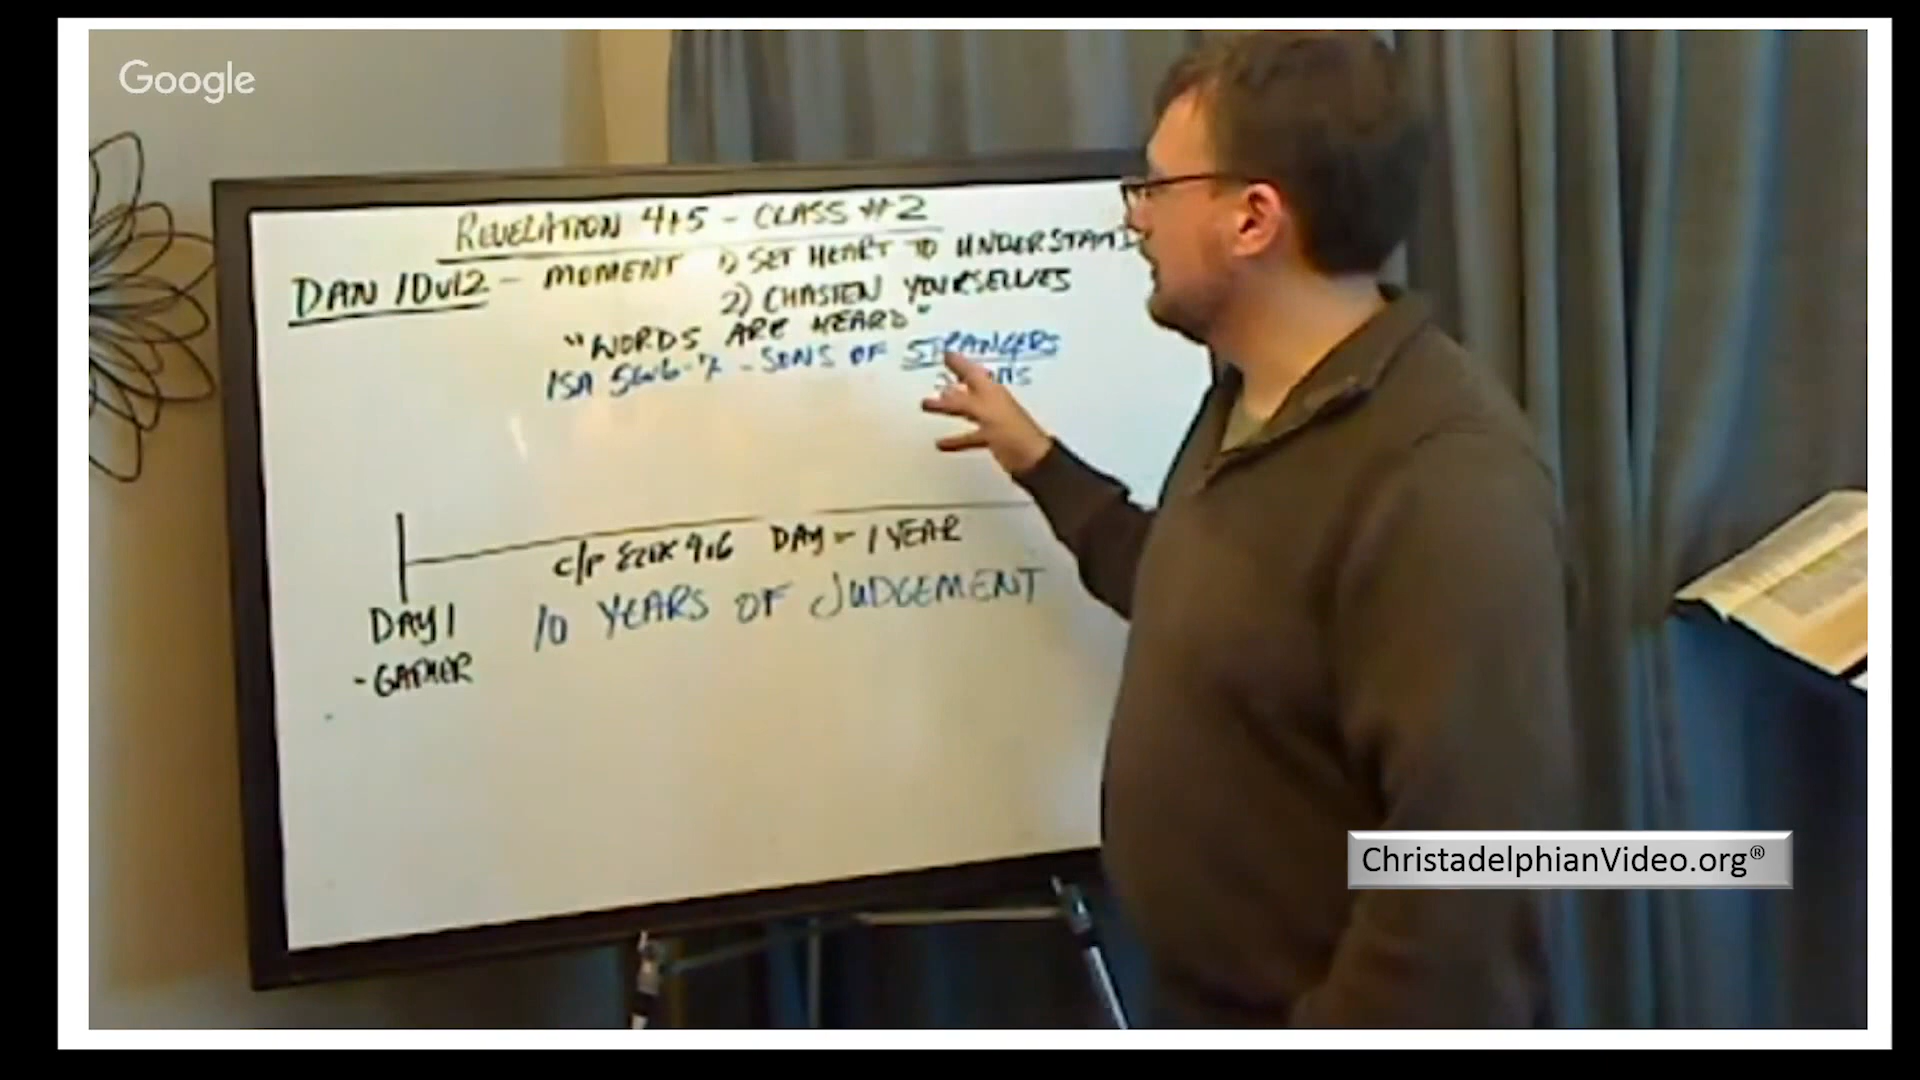 Google
REVELATION 4+5 - CLASS #2
DAN 10v12 - MOMENT 1) SET HEART TO UNDERSTAND
2) CHASTEN YOURSELVES
"WORDS ARE HEARD"
ISA 56v6-7 - SONS OF STRANGERS
C/P EZEK 4v6 DAY = 1 YEAR
10 YEARS OF JUDGEMENT
DAY 1
- GATHER
ChristadelphianVideo.org®